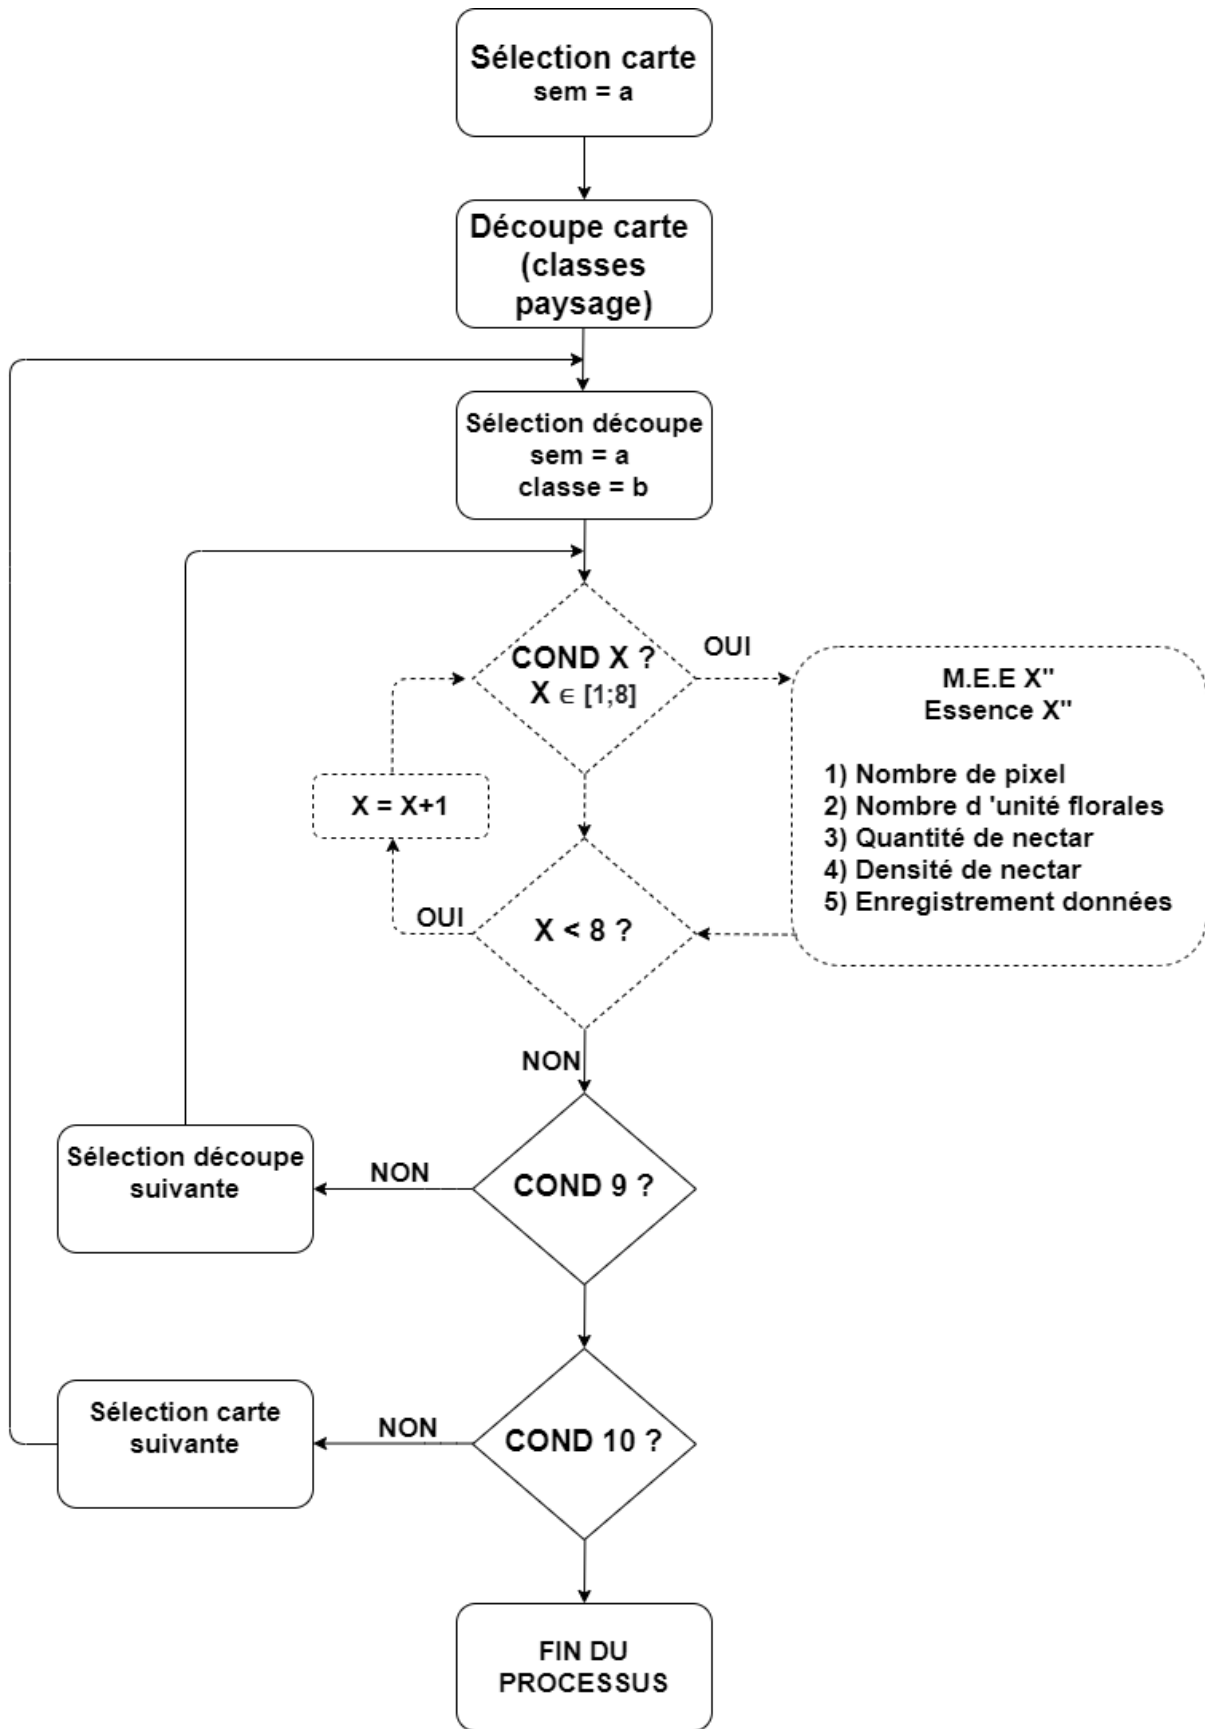 Sélection carte
sem = a
Découpe carte
(classes
paysage)
Sélection découpe
sem = a
classe = b
COND X ?
X ∈ [1;8]
OUI
M.E.E X"
Essence X"
1) Nombre de pixel
2) Nombre d 'unité florales
3) Quantité de nectar
4) Densité de nectar
5) Enregistrement données
X = X+1
OUI
X < 8 ?
NON
Sélection découpe
suivante
NON
COND 9 ?
Sélection carte
suivante
NON
COND 10 ?
FIN DU
PROCESSUS